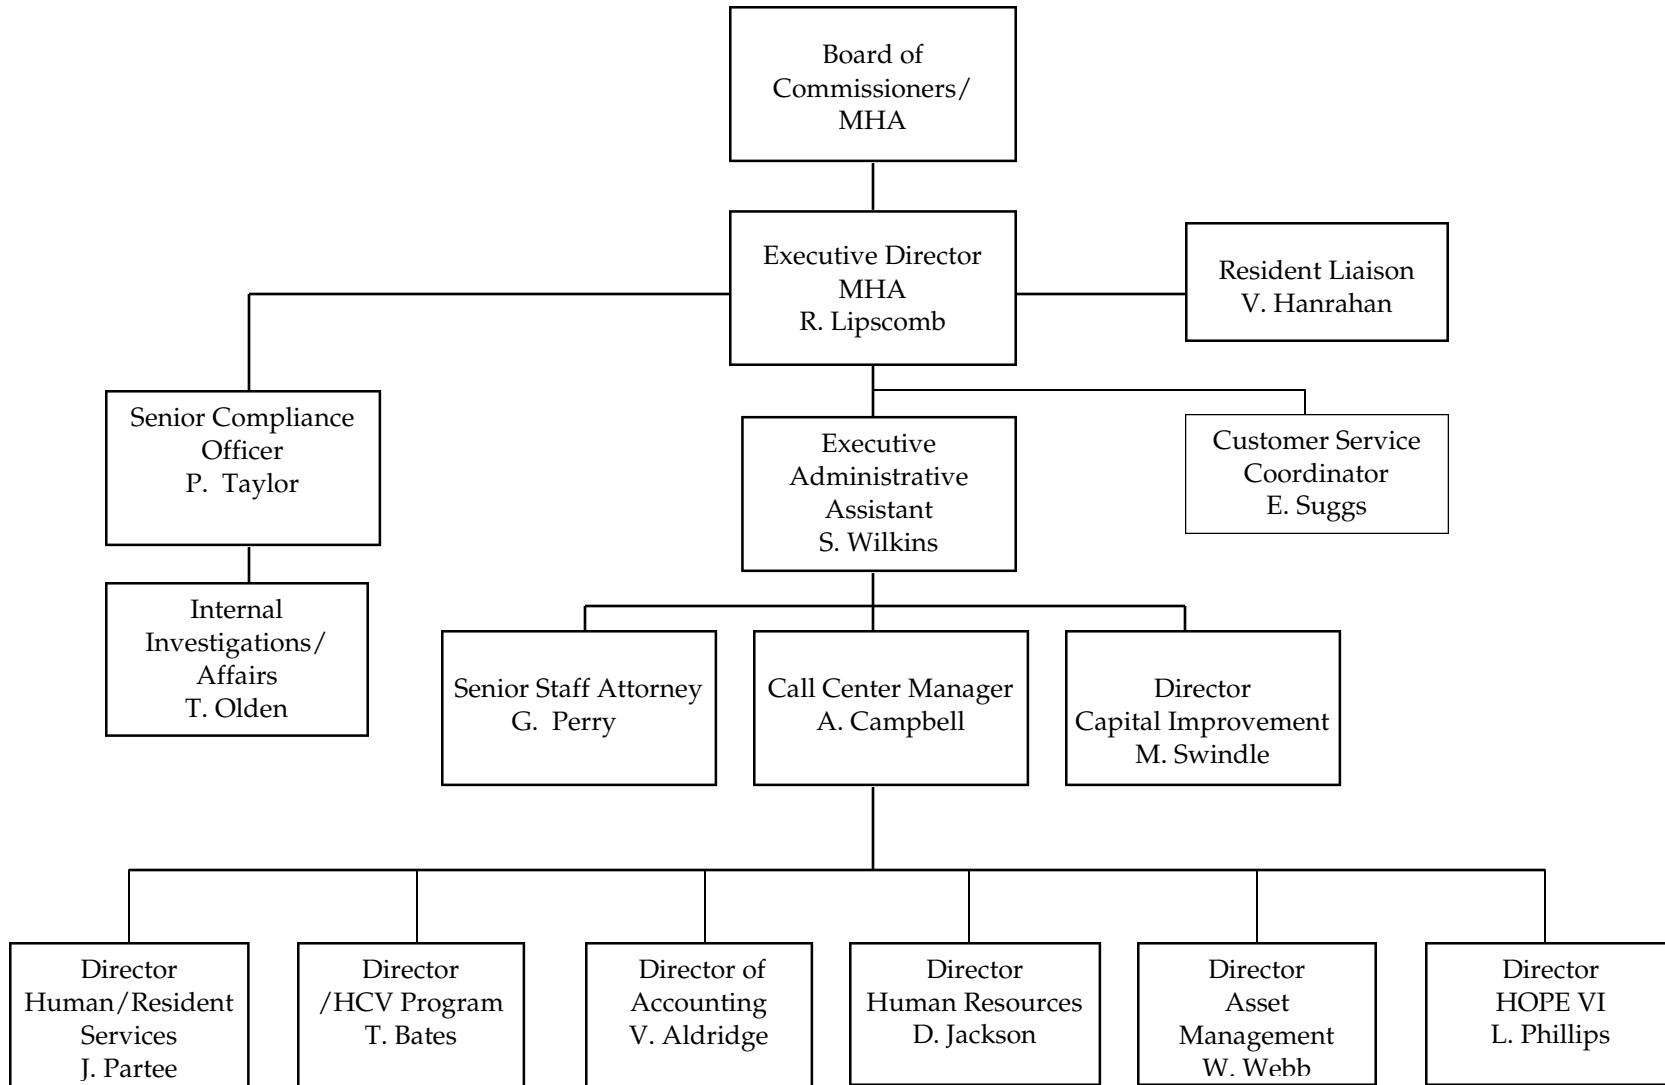 Board of
Commissioners/
MHA
Executive Director
MHA
R. Lipscomb
Resident Liaison
V. Hanrahan
Senior Compliance
Officer
P.  Taylor
Executive
Administrative
Assistant
S. Wilkins
Customer Service
Coordinator
E. Suggs
Internal
Investigations/
Affairs
T. Olden
Senior Staff Attorney
G.  Perry
Call Center Manager
A. Campbell
Director
Capital Improvement
M. Swindle
Director
Human/Resident
Services
J. Partee
Director
/HCV Program
T. Bates
Director of
Accounting
V. Aldridge
Director
Human Resources
D. Jackson
Director
Asset
Management
W. Webb
Director
HOPE VI
L. Phillips